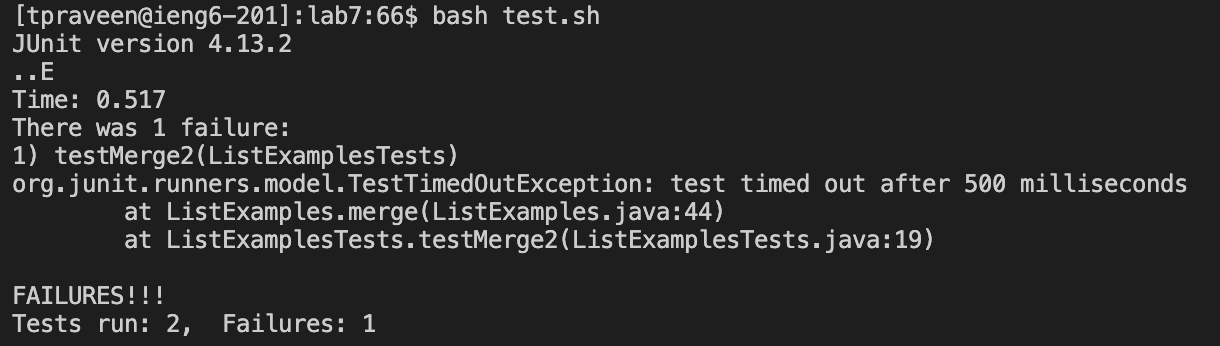 [tpraveen@ieng6-201]:lab7:66$ bash test.sh
JUnit version 4.13.2
..E
Time: 0.517
There was 1 failure:
1) testMerge2(ListExamplesTests)
org.junit.runners.model.TestTimedOutException: test timed out after 500 milliseconds
        at ListExamples.merge(ListExamples.java:44)
        at ListExamplesTests.testMerge2(ListExamplesTests.java:19)

FAILURES!!!
Tests run: 2,  Failures: 1